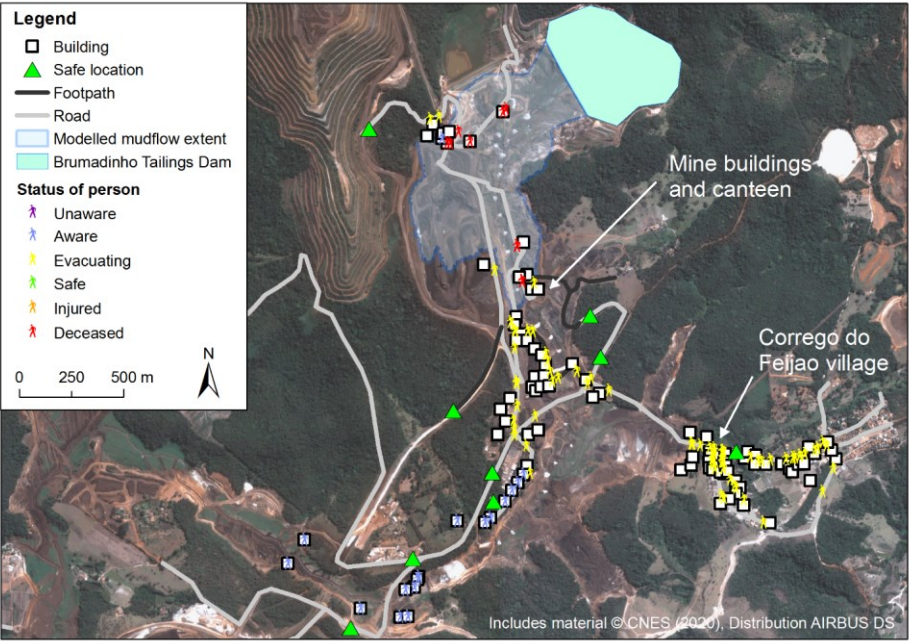 Legend
Building
Safe location
Footpath
Road
Modelled mudflow extent
Brumadinho Tailings Dam
Status of person
Unaware
Aware
Evacuating
Safe
Injured
Deceased
N
0 250 500 m
Mine buildings
and canteen
Corrego do
Feijao village
Includes material © CNES (2020), Distribution AIRBUS DS